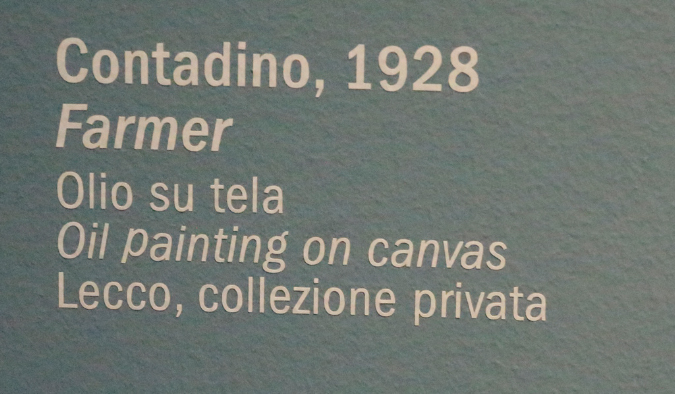 Contadino, 1928
Farmer
Olio su tela
Oil painting on canvas
Lecco, collezione privata